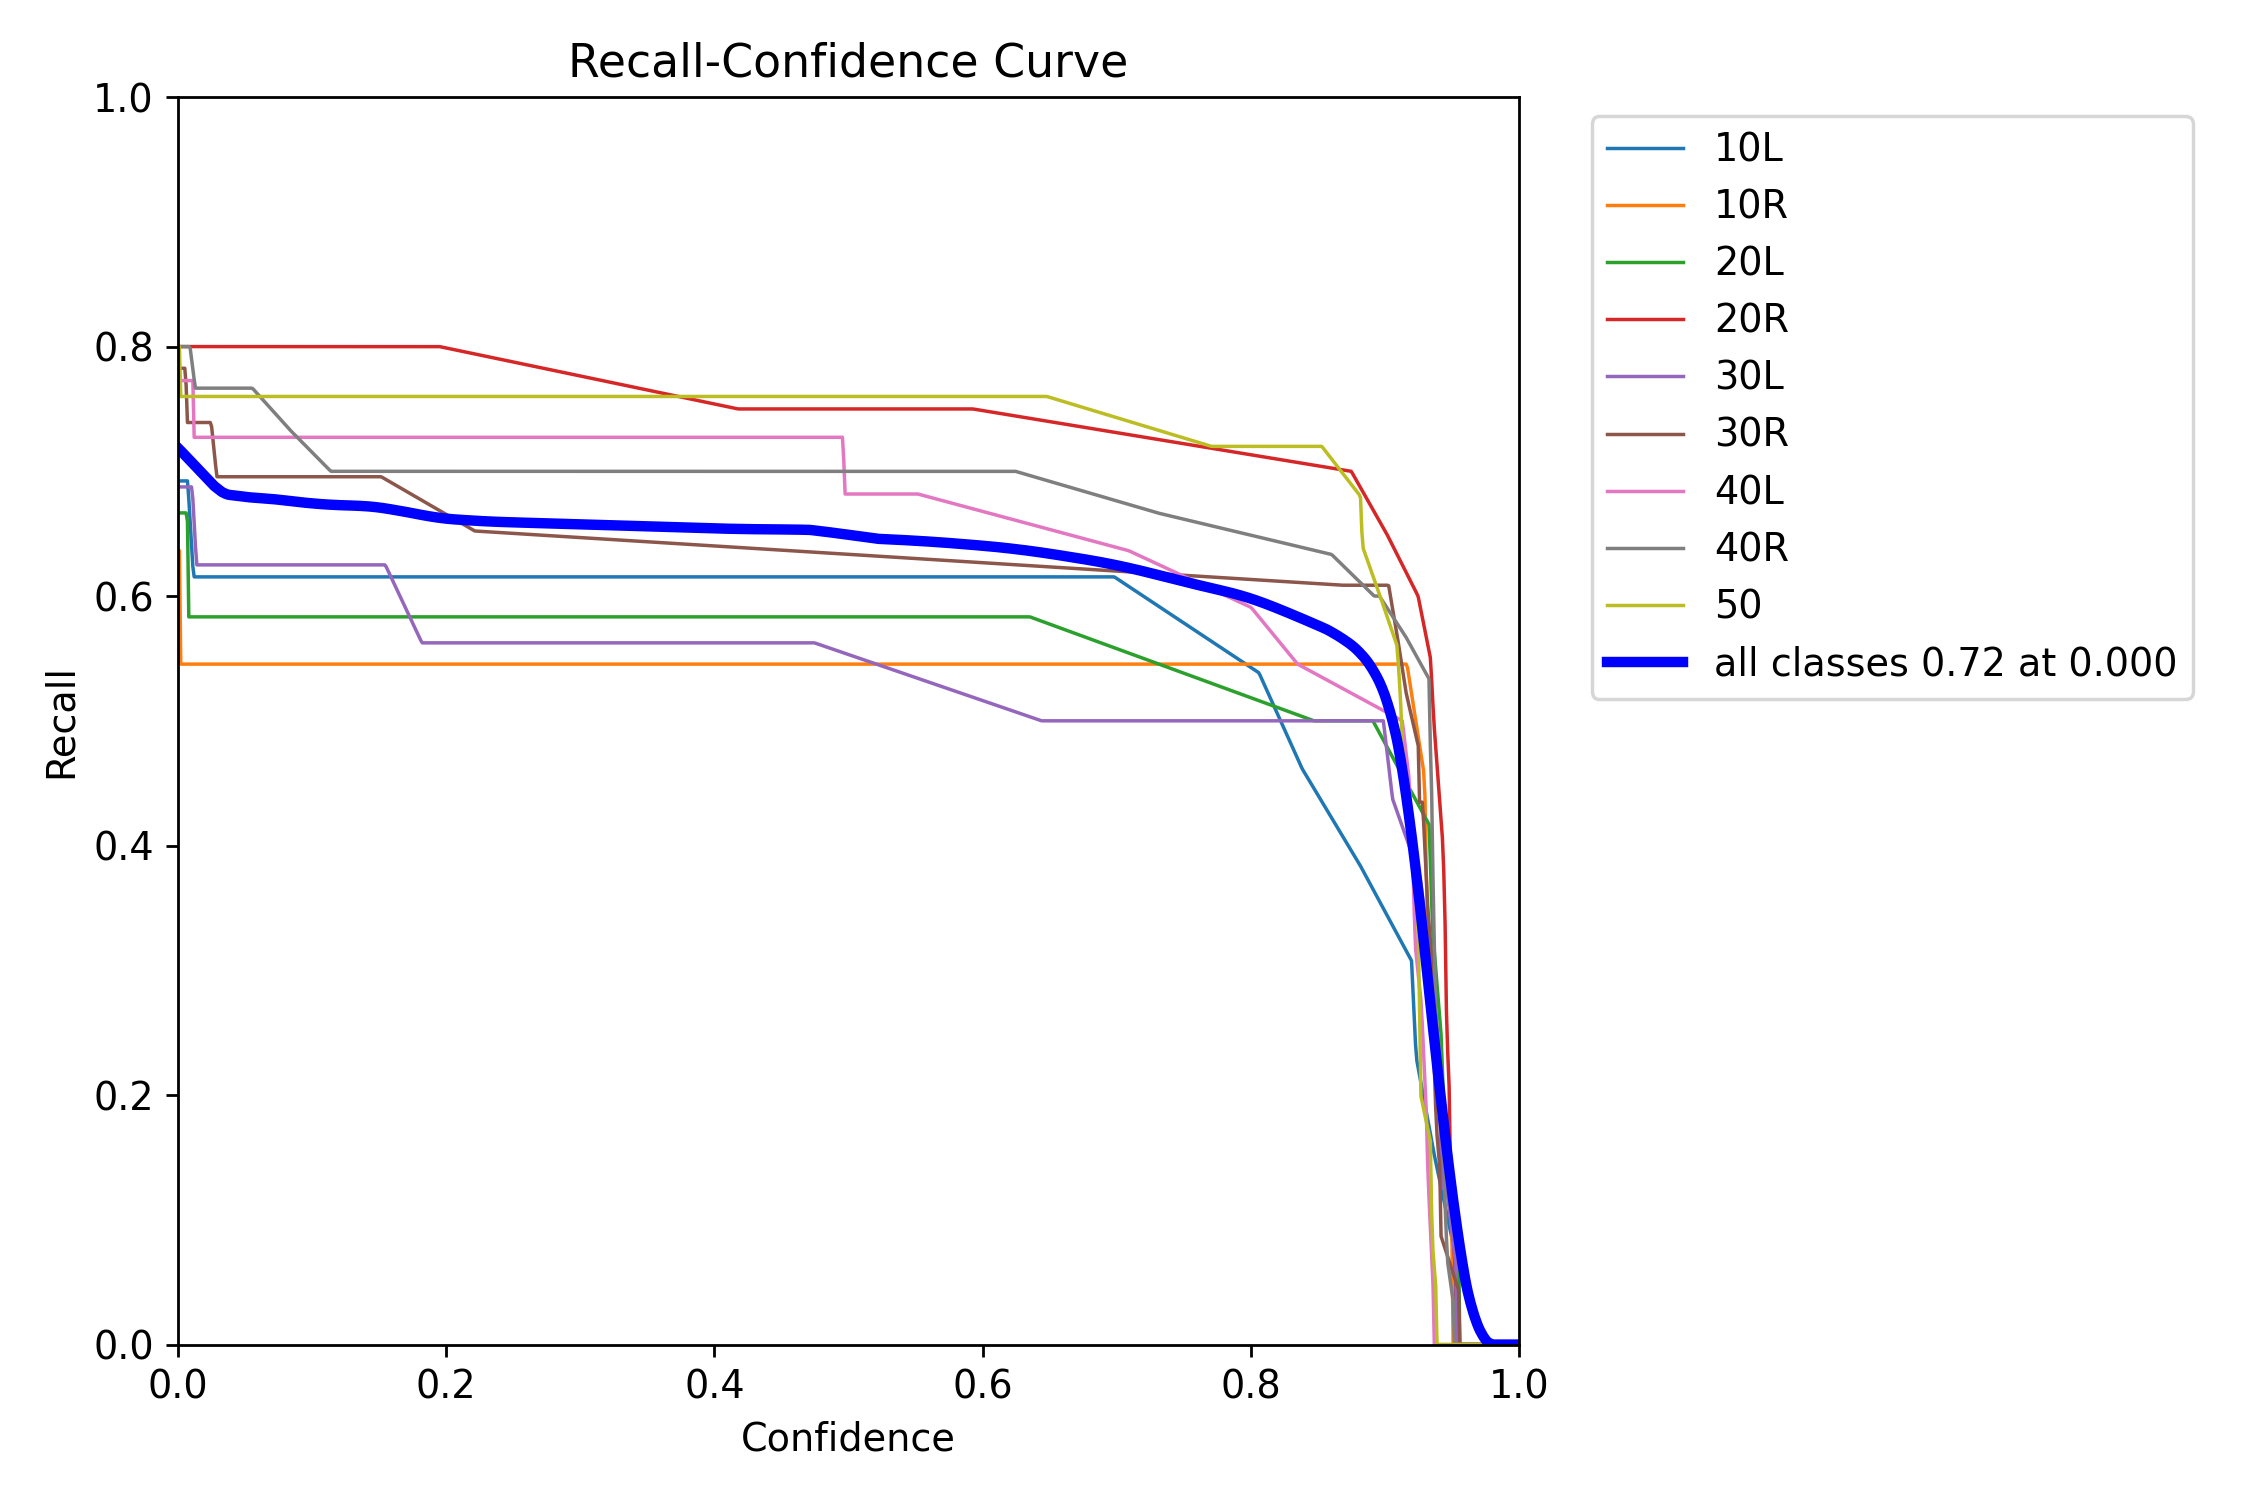 Recall-Confidence Curve
1.0
0.8
0.6
0.4
0.2
0.0
Recall
0.0 0.2 0.4 0.6 0.8 1.0
Confidence
10L
10R
20L
20R
30L
30R
40L
40R
50
all classes 0.72 at 0.000